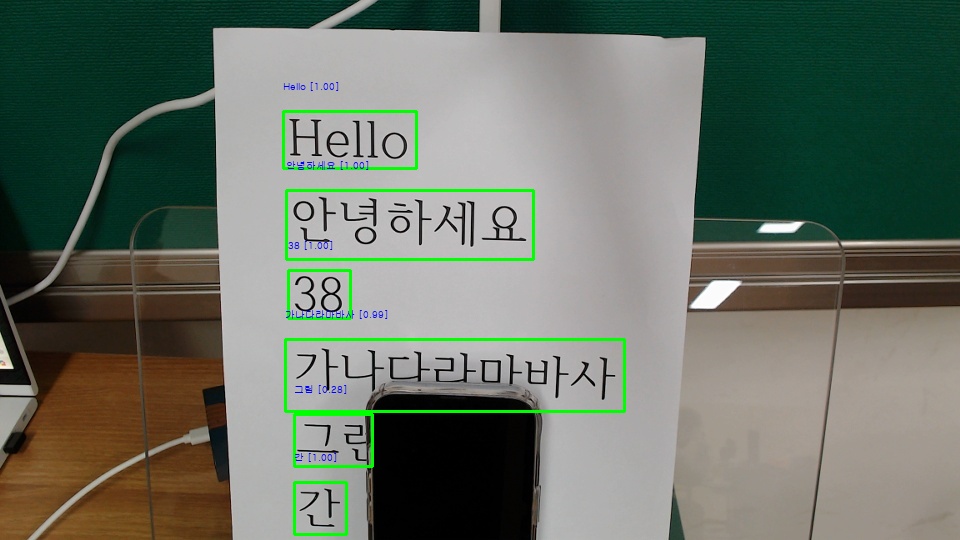 Hello [1.00]
Hello
안녕하세요 [1.00]
안녕하세요
38 [1.00]
38
가나다라마바사 [0.99]
가나다라마바사
그림 [0.28]
그
간 [1.00]
간